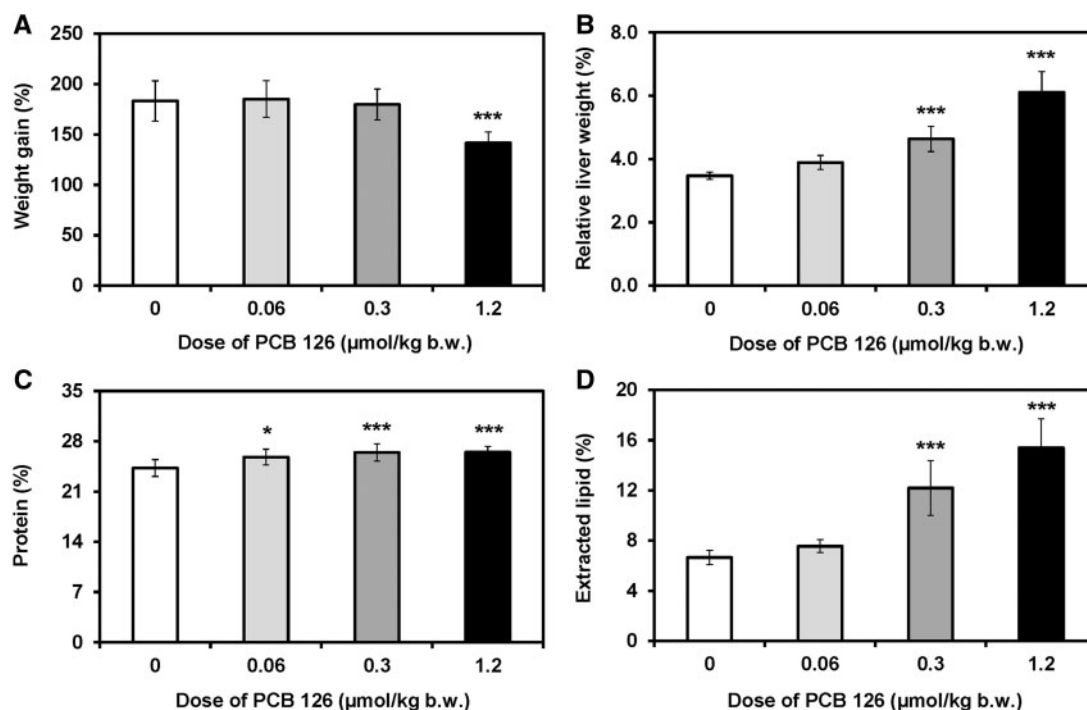 A
Weight gain (%)
250
200
150
100
50
0
***
0 0.06 0.3 1.2
Dose of PCB 126 (µmol/kg b.w.)
B
Relative liver weight (%)
8.0
6.0
4.0
2.0
0.0
***
***
0 0.06 0.3 1.2
Dose of PCB 126 (µmol/kg b.w.)
C
Protein (%)
35
28
21
14
7
0
* *** ***
0 0.06 0.3 1.2
Dose of PCB 126 (µmol/kg b.w.)
D
Extracted lipid (%)
20
16
12
8
4
0
***
***
0 0.06 0.3 1.2
Dose of PCB 126 (µmol/kg b.w.)